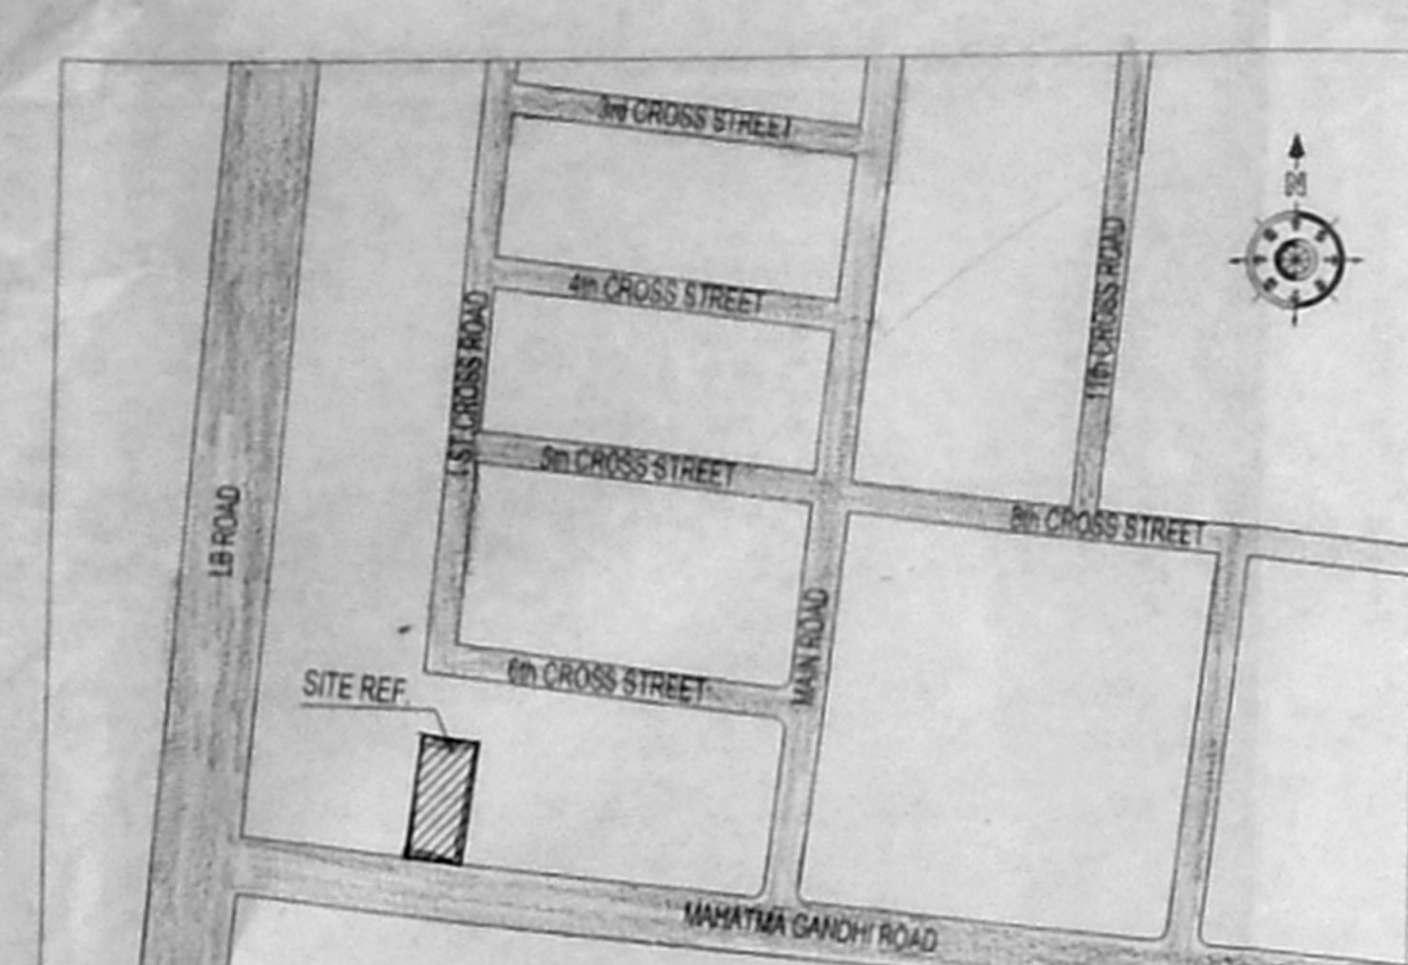 3rd CROSS STREET
N
4th CROSS STREET
11th CROSS ROAD
I ST CROSS ROAD
5th CROSS STREET
8th CROSS STREET
LB ROAD
MAIN ROAD
6th CROSS STREET
SITE REF.
MAHATMA GANDHI ROAD